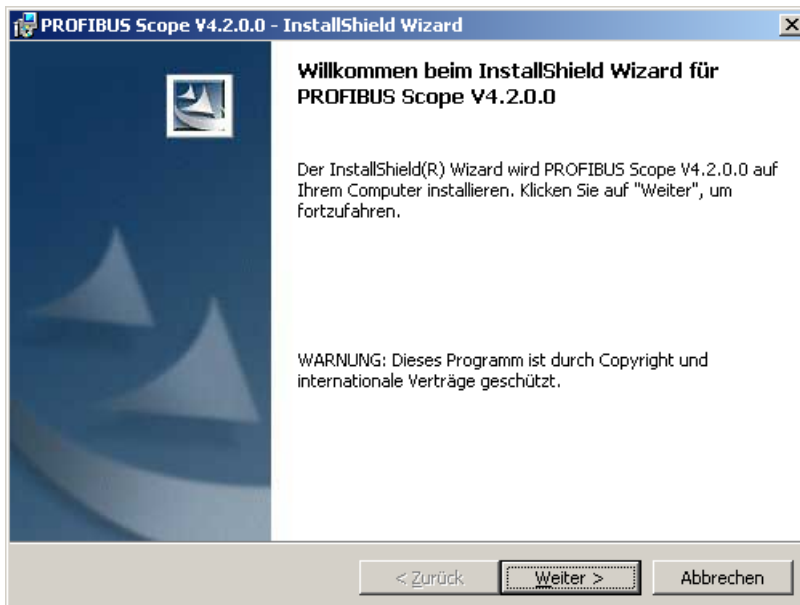 PROFIBUS Scope V4.2.0.0 - InstallShield Wizard
Willkommen beim InstallShield Wizard für
PROFIBUS Scope V4.2.0.0
Der InstallShield(R) Wizard wird PROFIBUS Scope V4.2.0.0 auf
Ihrem Computer installieren. Klicken Sie auf "Weiter", um
fortzufahren.
WARNUNG: Dieses Programm ist durch Copyright und
internationale Verträge geschützt.
< Zurück
Weiter >
Abbrechen